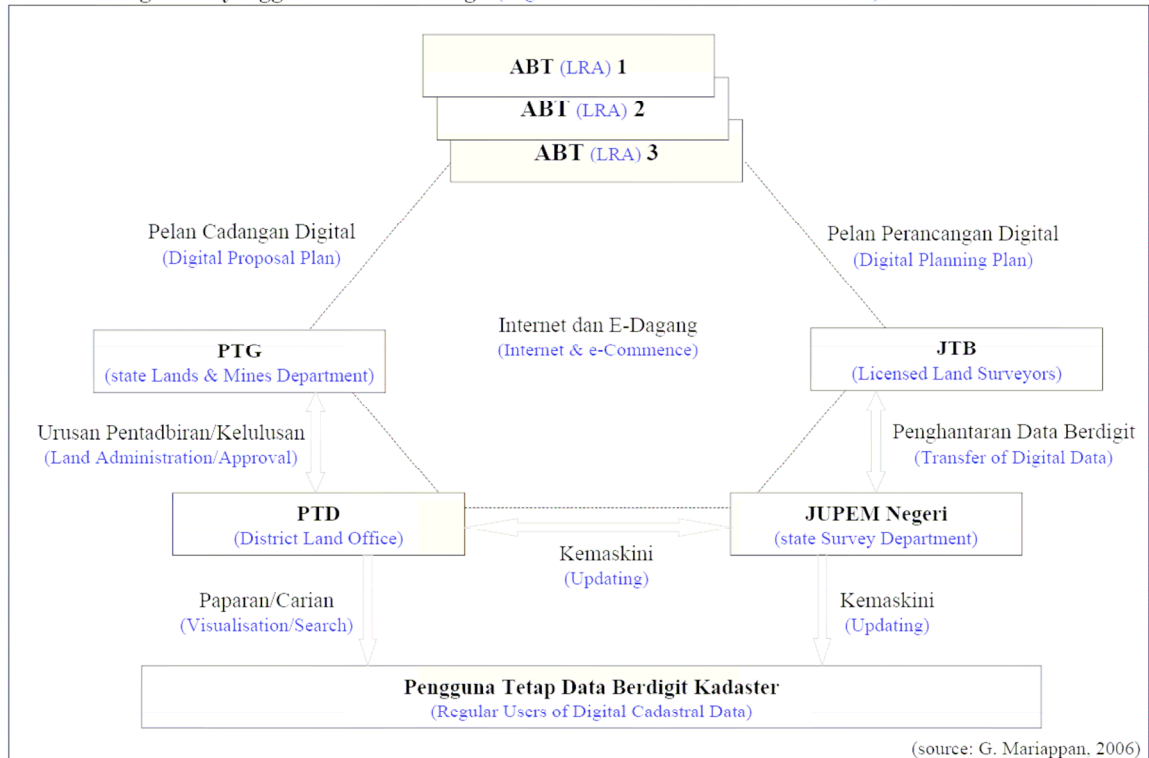 ABT (LRA) 1
ABT (LRA) 2
ABT (LRA) 3
Pelan Cadangan Digital
(Digital Proposal Plan)
Pelan Perancangan Digital
(Digital Planning Plan)
Internet dan E-Dagang
(Internet & e-Commence)
PTG
(state Lands & Mines Department)
JTB
(Licensed Land Surveyors)
Urusan Pentadbiran/Kelulusan
(Land Administration/Approval)
Penghantaran Data Berdigit
(Transfer of Digital Data)
PTD
(District Land Office)
JUPEM Negeri
(state Survey Department)
Kemaskini
(Updating)
Paparan/Carian
(Visualisation/Search)
Kemaskini
(Updating)
Pengguna Tetap Data Berdigit Kadaster
(Regular Users of Digital Cadastral Data)
(source: G. Mariappan, 2006)